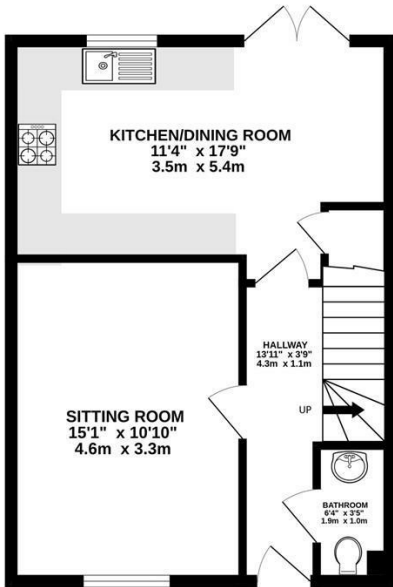 KITCHEN/DINING ROOM
11'4" x 17'9"
3.5m x 5.4m
HALLWAY
13'11" x 3'9"
4.3m x 1.1m
UP
SITTING ROOM
15'1" x 10'10"
4.6m x 3.3m
BATHROOM
6'4" x 3'5"
1.9m x 1.0m